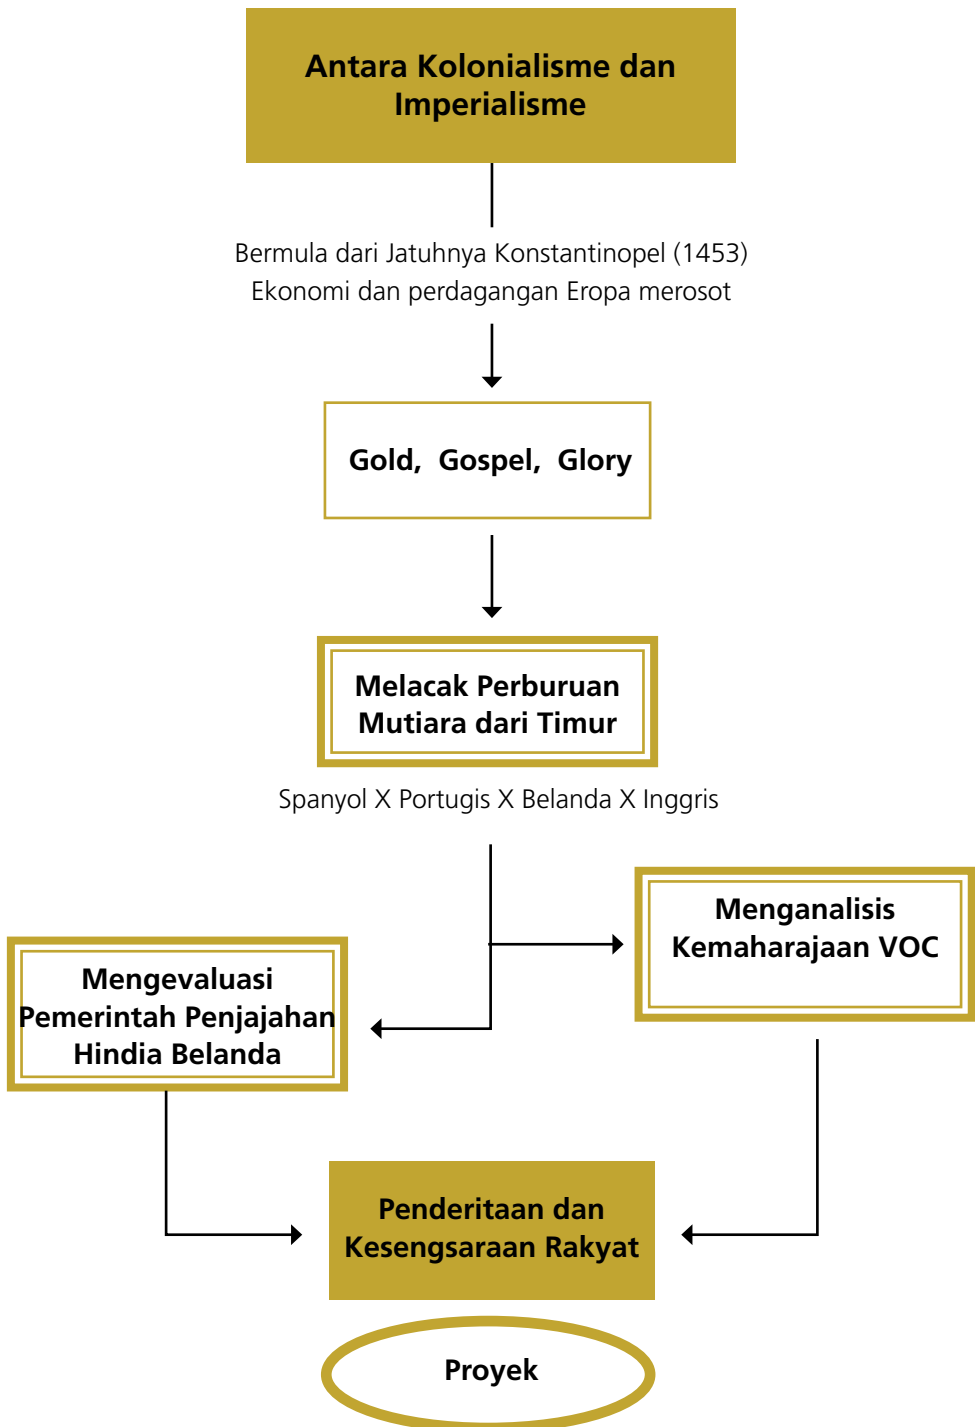 Antara Kolonialisme dan
Imperialisme
Bermula dari Jatuhnya Konstantinopel (1453)
Ekonomi dan perdagangan Eropa merosot
Gold, Gospel, Glory
Melacak Perburuan
Mutiara dari Timur
Spanyol X Portugis X Belanda X Inggris
Menganalisis
Kemaharajaan VOC
Mengevaluasi
Pemerintah Penjajahan
Hindia Belanda
Penderitaan dan
Kesengsaraan Rakyat
Proyek